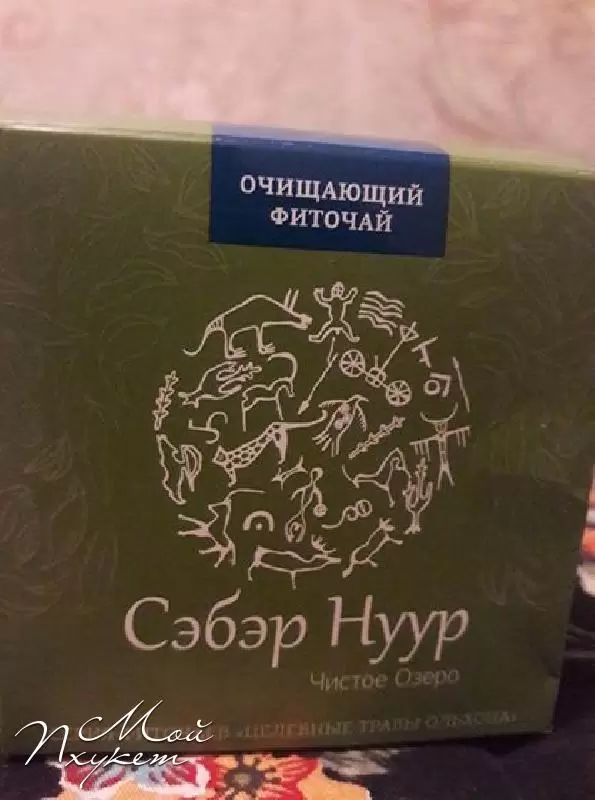 ОЧИЩАЮЩИЙ
ФИТОЧАЙ
Сэбэр Нуур
Чистое Озеро
«ЦЕЛЕБНЫЕ ТРАВЫ ОЛЬХОНА»
Мой
Пхукет